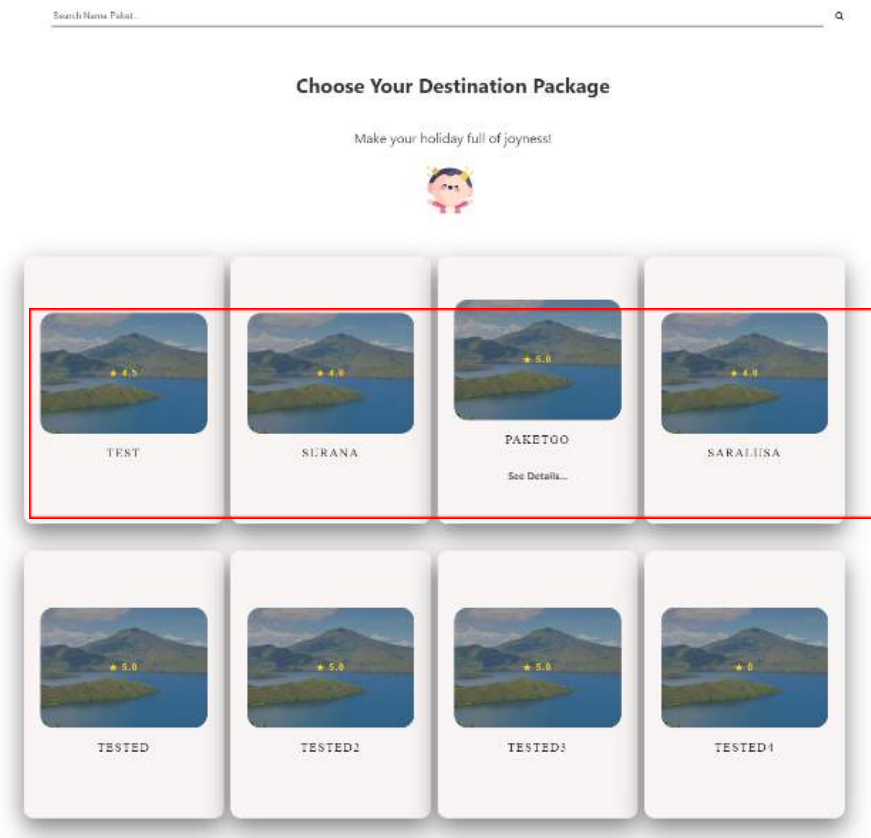 Search Name Paket...
Choose Your Destination Package
Make your holiday full of joyness!
★ 4.5
★ 4.0
★ 5.0
★ 4.0
TEST
SURANA
PAKETGO
SARALUSA
See Details...
★ 5.0
★ 5.0
★ 5.0
★ 0
TESTED
TESTED2
TESTED3
TESTED4